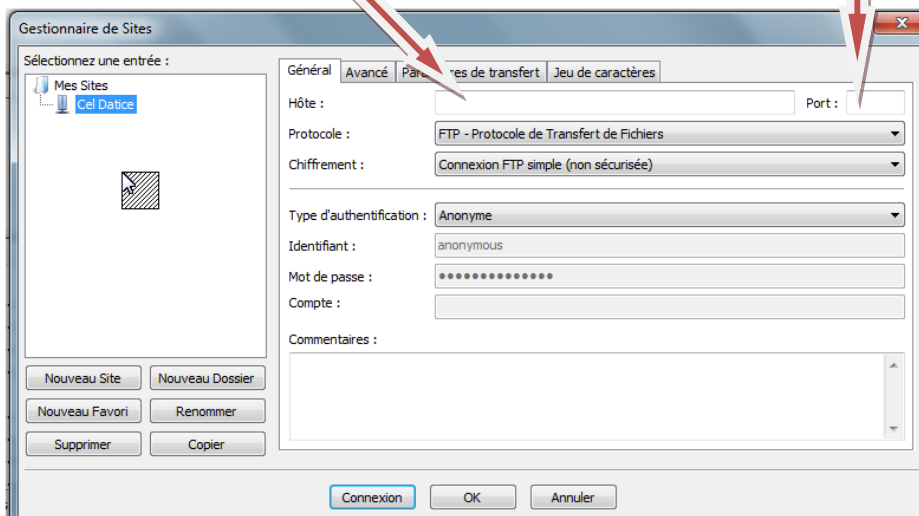 Gestionnaire de Sites
Sélectionnez une entrée :
Mes Sites
Cel Datice
Nouveau Site
Nouveau Dossier
Nouveau Favori
Renommer
Supprimer
Copier
Général
Avancé
Paramètres de transfert
Jeu de caractères
Hôte :
Port :
Protocole :
FTP - Protocole de Transfert de Fichiers
Chiffrement :
Connexion FTP simple (non sécurisée)
Type d'authentification :
Anonyme
Identifiant :
anonymous
Mot de passe :
••••••••••••••
Compte :
Commentaires :
Connexion
OK
Annuler